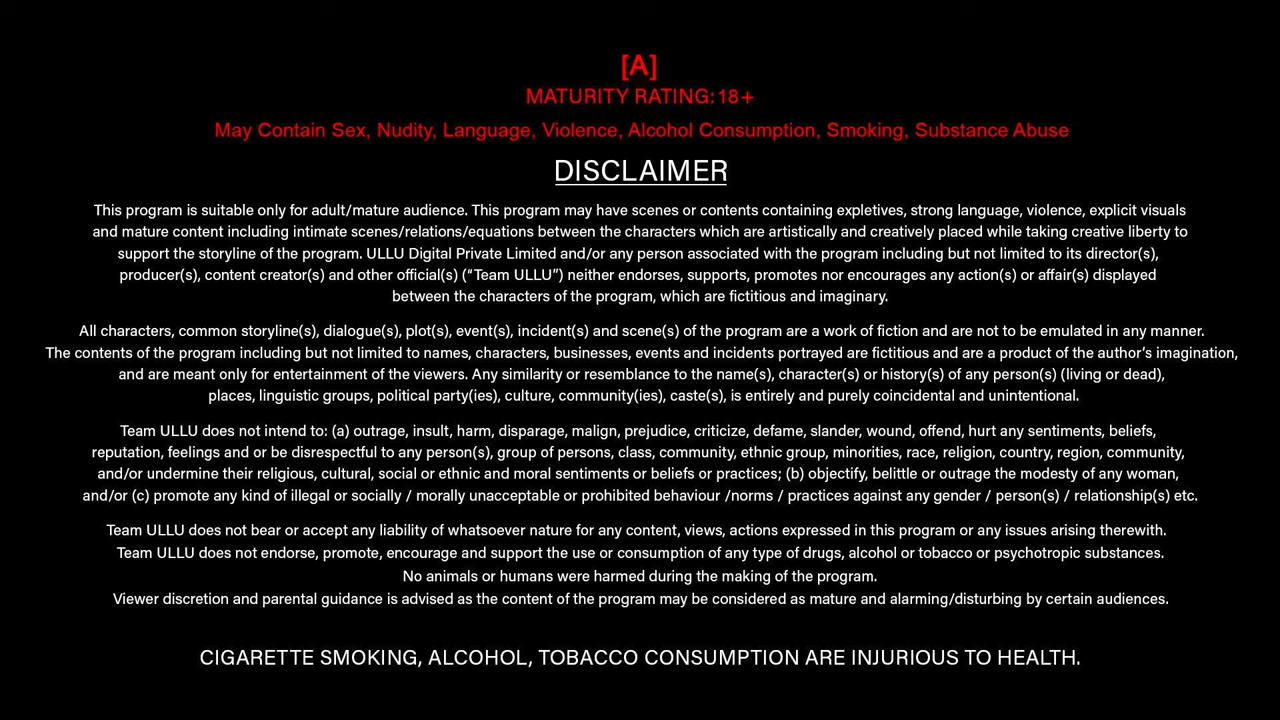 [A]
MATURITY RATING: 18+
May Contain Sex, Nudity, Language, Violence, Alcohol Consumption, Smoking, Substance Abuse
DISCLAIMER
This program is suitable only for adult/mature audience. This program may have scenes or contents containing expletives, strong language, violence, explicit visuals
and mature content including intimate scenes/relations/equations between the characters which are artistically and creatively placed while taking creative liberty to
support the storyline of the program. ULLU Digital Private Limited and/or any person associated with the program including but not limited to its director(s),
producer(s), content creator(s) and other official(s) (“Team ULLU”) neither endorses, supports, promotes nor encourages any action(s) or affair(s) displayed
between the characters of the program, which are fictitious and imaginary.
All characters, common storyline(s), dialogue(s), plot(s), event(s), incident(s) and scene(s) of the program are a work of fiction and are not to be emulated in any manner.
The contents of the program including but not limited to names, characters, businesses, events and incidents portrayed are fictitious and are a product of the author’s imagination,
and are meant only for entertainment of the viewers. Any similarity or resemblance to the name(s), character(s) or history(s) of any person(s) (living or dead),
places, linguistic groups, political party(ies), culture, community(ies), caste(s), is entirely and purely coincidental and unintentional.
Team ULLU does not intend to: (a) outrage, insult, harm, disparage, malign, prejudice, criticize, defame, slander, wound, offend, hurt any sentiments, beliefs,
reputation, feelings and or be disrespectful to any person(s), group of persons, class, community, ethnic group, minorities, race, religion, country, region, community,
and/or undermine their religious, cultural, social or ethnic and moral sentiments or beliefs or practices; (b) objectify, belittle or outrage the modesty of any woman,
and/or (c) promote any kind of illegal or socially / morally unacceptable or prohibited behaviour /norms / practices against any gender / person(s) / relationship(s) etc.
Team ULLU does not bear or accept any liability of whatsoever nature for any content, views, actions expressed in this program or any issues arising therewith.
Team ULLU does not endorse, promote, encourage and support the use or consumption of any type of drugs, alcohol or tobacco or psychotropic substances.
No animals or humans were harmed during the making of the program.
Viewer discretion and parental guidance is advised as the content of the program may be considered as mature and alarming/disturbing by certain audiences.
CIGARETTE SMOKING, ALCOHOL, TOBACCO CONSUMPTION ARE INJURIOUS TO HEALTH.